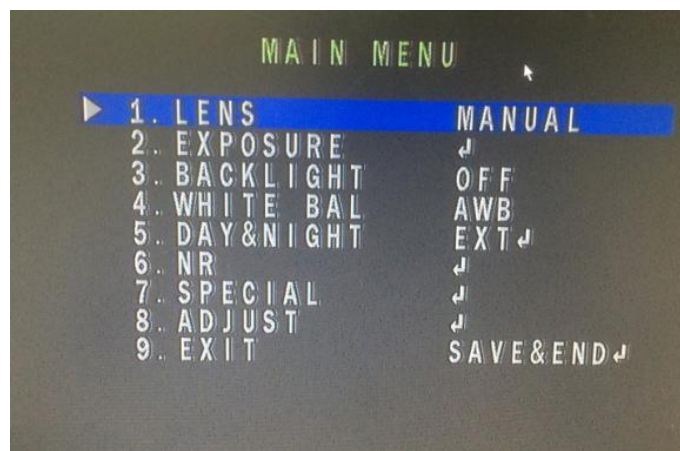 MAIN MENU
1. LENS MANUAL
2. EXPOSURE ↲
3. BACKLIGHT OFF
4. WHITE BAL AWB
5. DAY&NIGHT EXT↲
6. NR ↲
7. SPECIAL ↲
8. ADJUST ↲
9. EXIT SAVE&END↲